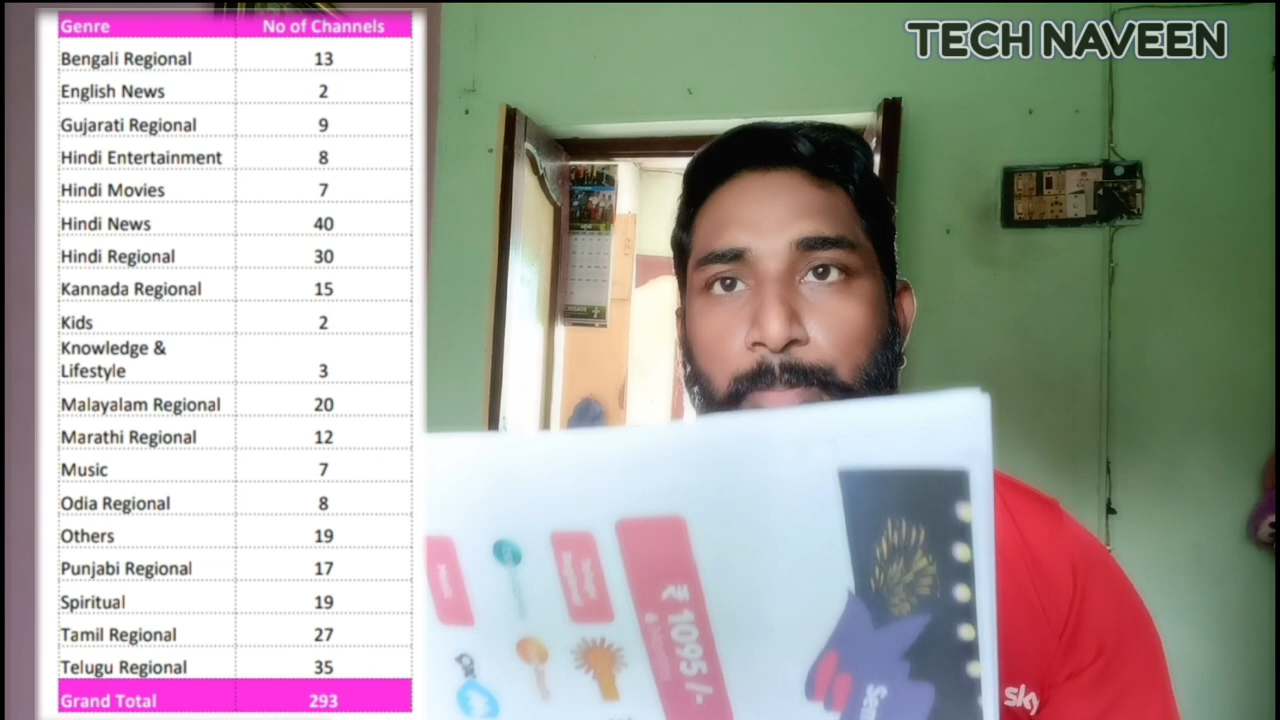 Genre No of Channels
Bengali Regional 13
English News 2
Gujarati Regional 9
Hindi Entertainment 8
Hindi Movies 7
Hindi News 40
Hindi Regional 30
Kannada Regional 15
Kids 2
Knowledge &
Lifestyle 3
Malayalam Regional 20
Marathi Regional 12
Music 7
Odia Regional 8
Others 19
Punjabi Regional 17
Spiritual 19
Tamil Regional 27
Telugu Regional 35
Grand Total 293
TECH NAVEEN
₹ 1095 /-
sky